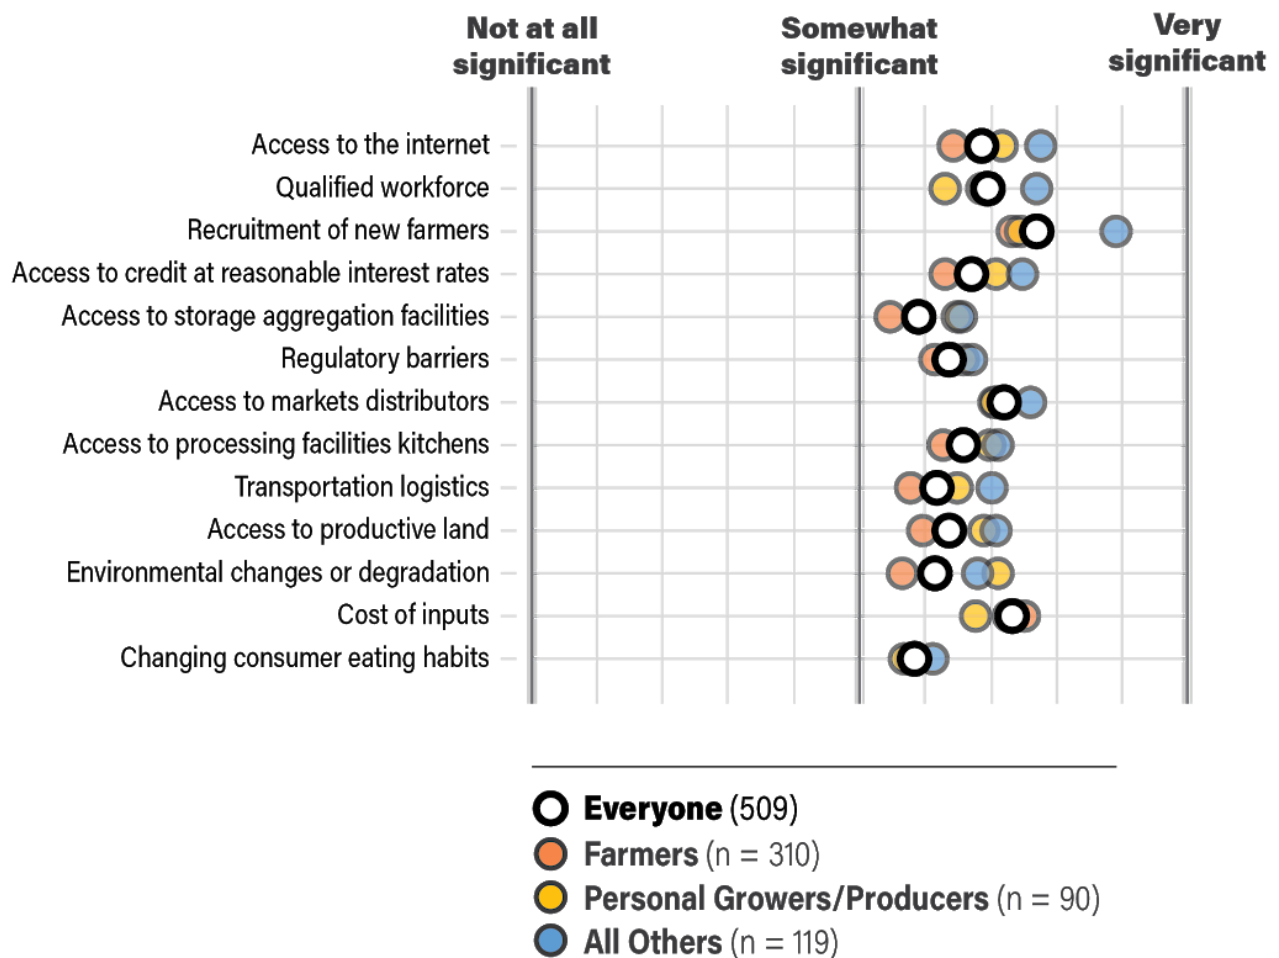 Not at all
significant
Somewhat
significant
Very
significant
Access to the internet
Qualified workforce
Recruitment of new farmers
Access to credit at reasonable interest rates
Access to storage aggregation facilities
Regulatory barriers
Access to markets distributors
Access to processing facilities kitchens
Transportation logistics
Access to productive land
Environmental changes or degradation
Cost of inputs
Changing consumer eating habits
Everyone (509)
Farmers (n = 310)
Personal Growers/Producers (n = 90)
All Others (n = 119)